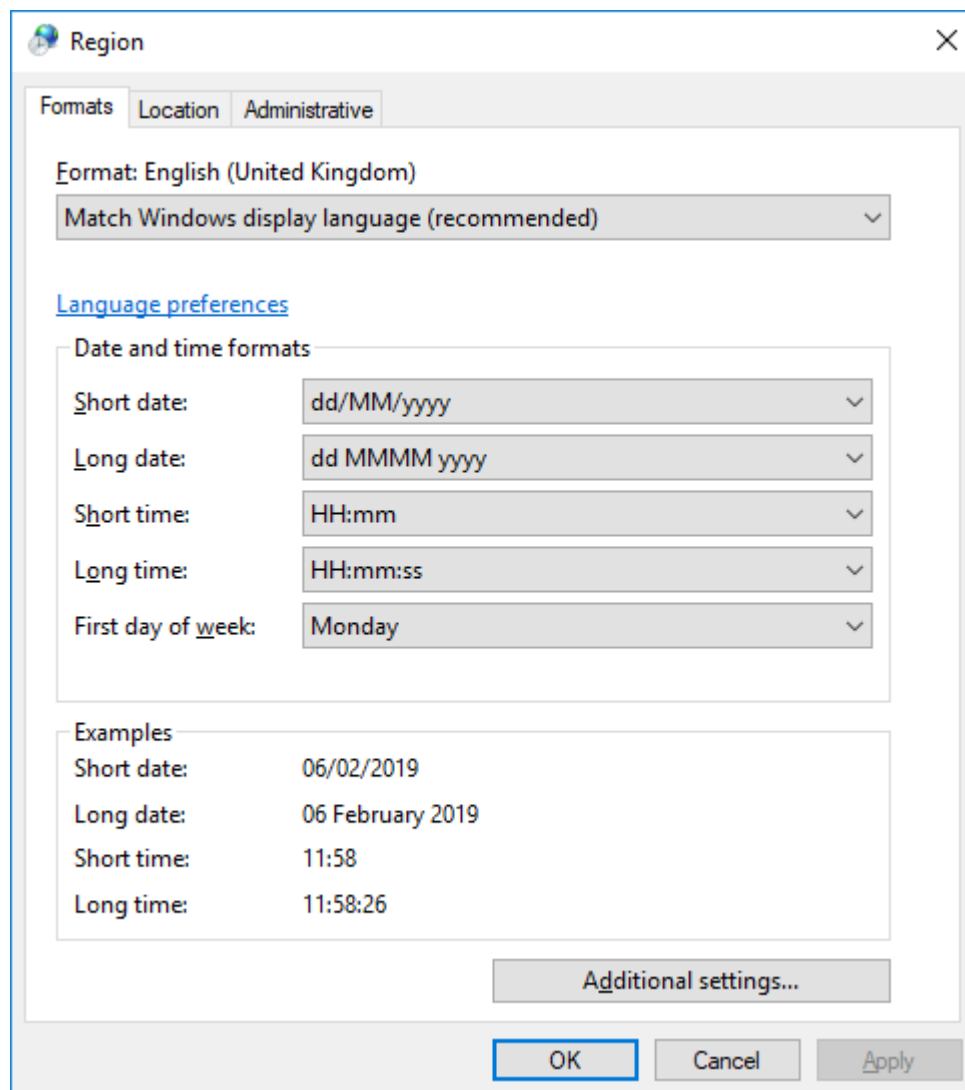 Region
Formats Location Administrative
Format: English (United Kingdom)
Match Windows display language (recommended)
Language preferences
Date and time formats
Short date: dd/MM/yyyy
Long date: dd MMMM yyyy
Short time: HH:mm
Long time: HH:mm:ss
First day of week: Monday
Examples
Short date: 06/02/2019
Long date: 06 February 2019
Short time: 11:58
Long time: 11:58:26
Additional settings...
OK Cancel Apply